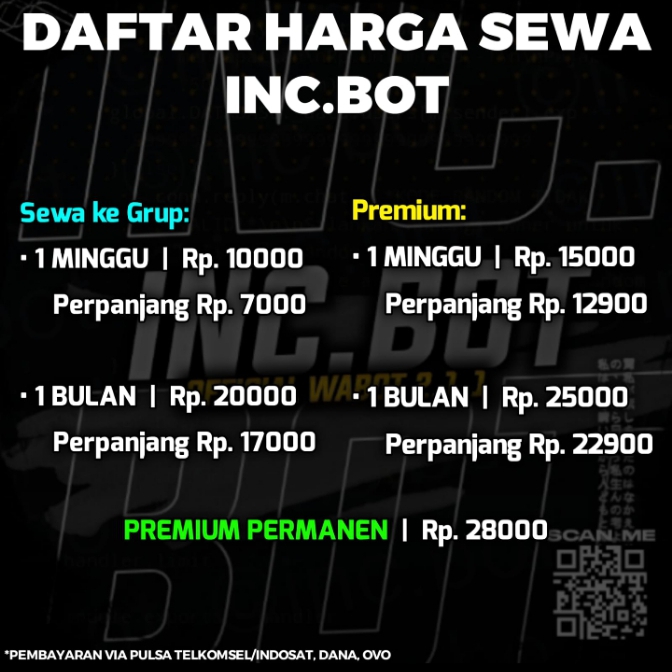 DAFTAR HARGA SEWA
INC.BOT
Sewa ke Grup:
· 1 MINGGU | Rp. 10000
Perpanjang Rp. 7000
· 1 BULAN | Rp. 20000
Perpanjang Rp. 17000
Premium:
· 1 MINGGU | Rp. 15000
Perpanjang Rp. 12900
· 1 BULAN | Rp. 25000
Perpanjang Rp. 22900
PREMIUM PERMANEN | Rp. 28000
SCAN ME
*PEMBAYARAN VIA PULSA TELKOMSEL/INDOSAT, DANA, OVO
INC.BOT